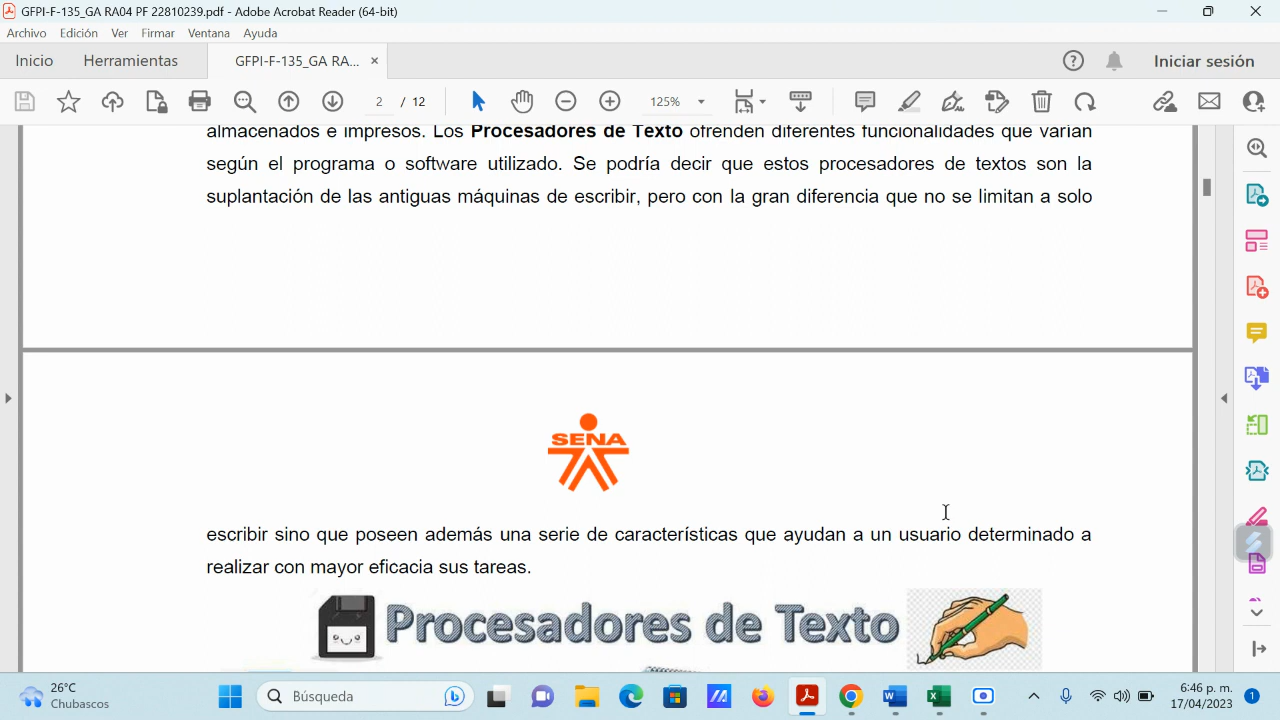 GFPI-F-135_GA RA04 PF 22810239.pdf - Adobe Acrobat Reader (64-bit)
Archivo Edición Ver Firmar Ventana Ayuda
Inicio Herramientas GFPI-F-135_GA RA... × Iniciar sesión
2 / 12 125%
almacenados e impresos. Los Procesadores de Texto ofrenden diferentes funcionalidades que varían
según el programa o software utilizado. Se podría decir que estos procesadores de textos son la
suplantación de las antiguas máquinas de escribir, pero con la gran diferencia que no se limitan a solo
SENA
escribir sino que poseen además una serie de características que ayudan a un usuario determinado a
realizar con mayor eficacia sus tareas.
Procesadores de Texto
26°C
Chubascos
Búsqueda
6:46 p. m.
17/04/2023
1